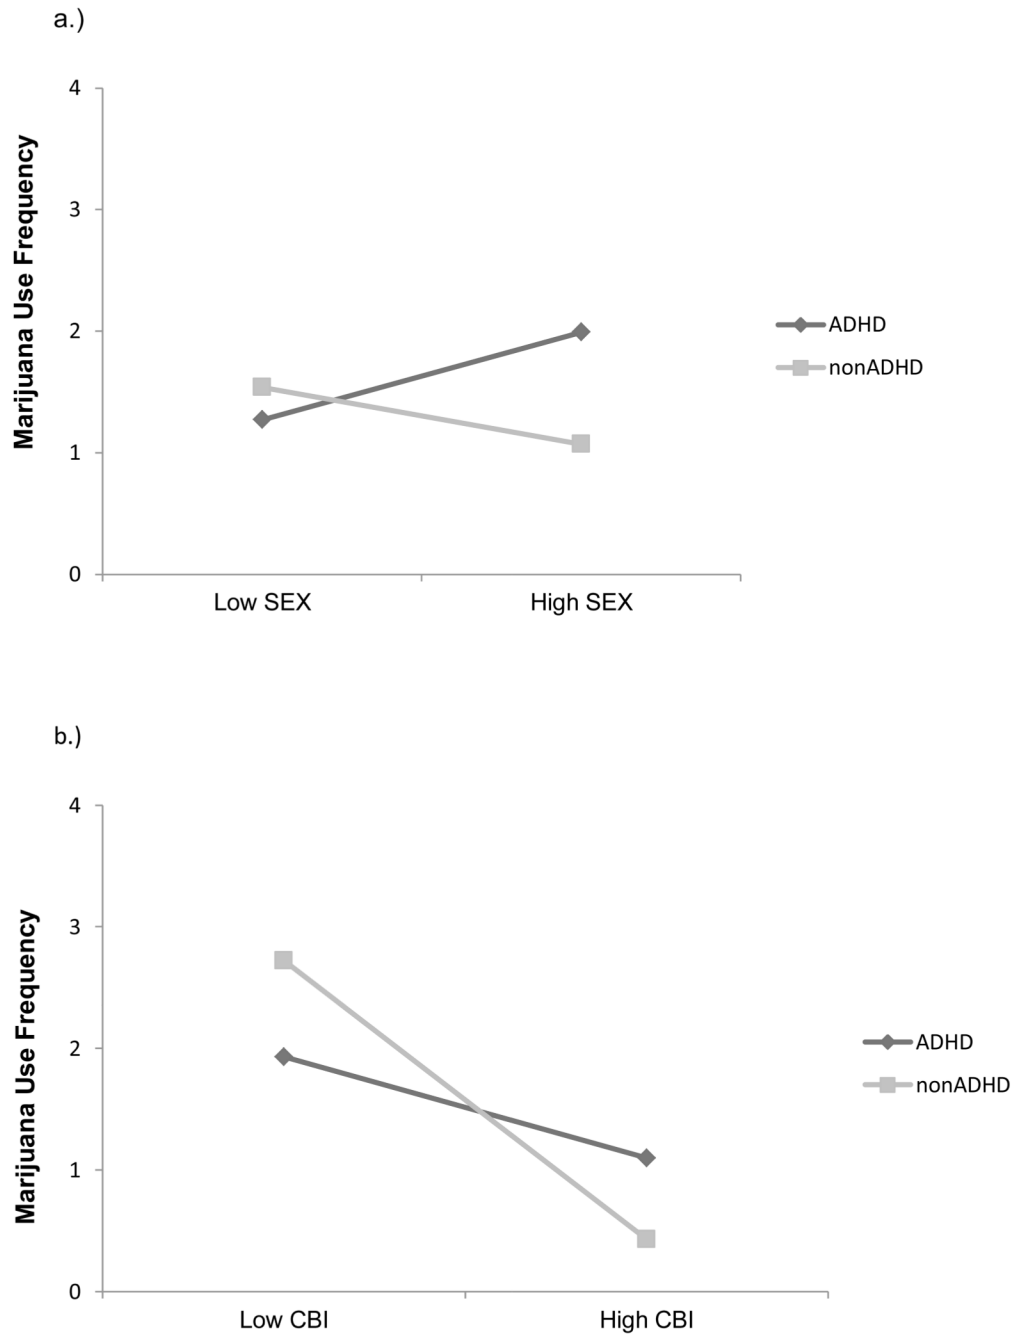 a.)
4
3
2
1
0
Marijuana Use Frequency
Low SEX
High SEX
ADHD
nonADHD
b.)
4
3
2
1
0
Marijuana Use Frequency
Low CBI
High CBI
ADHD
nonADHD